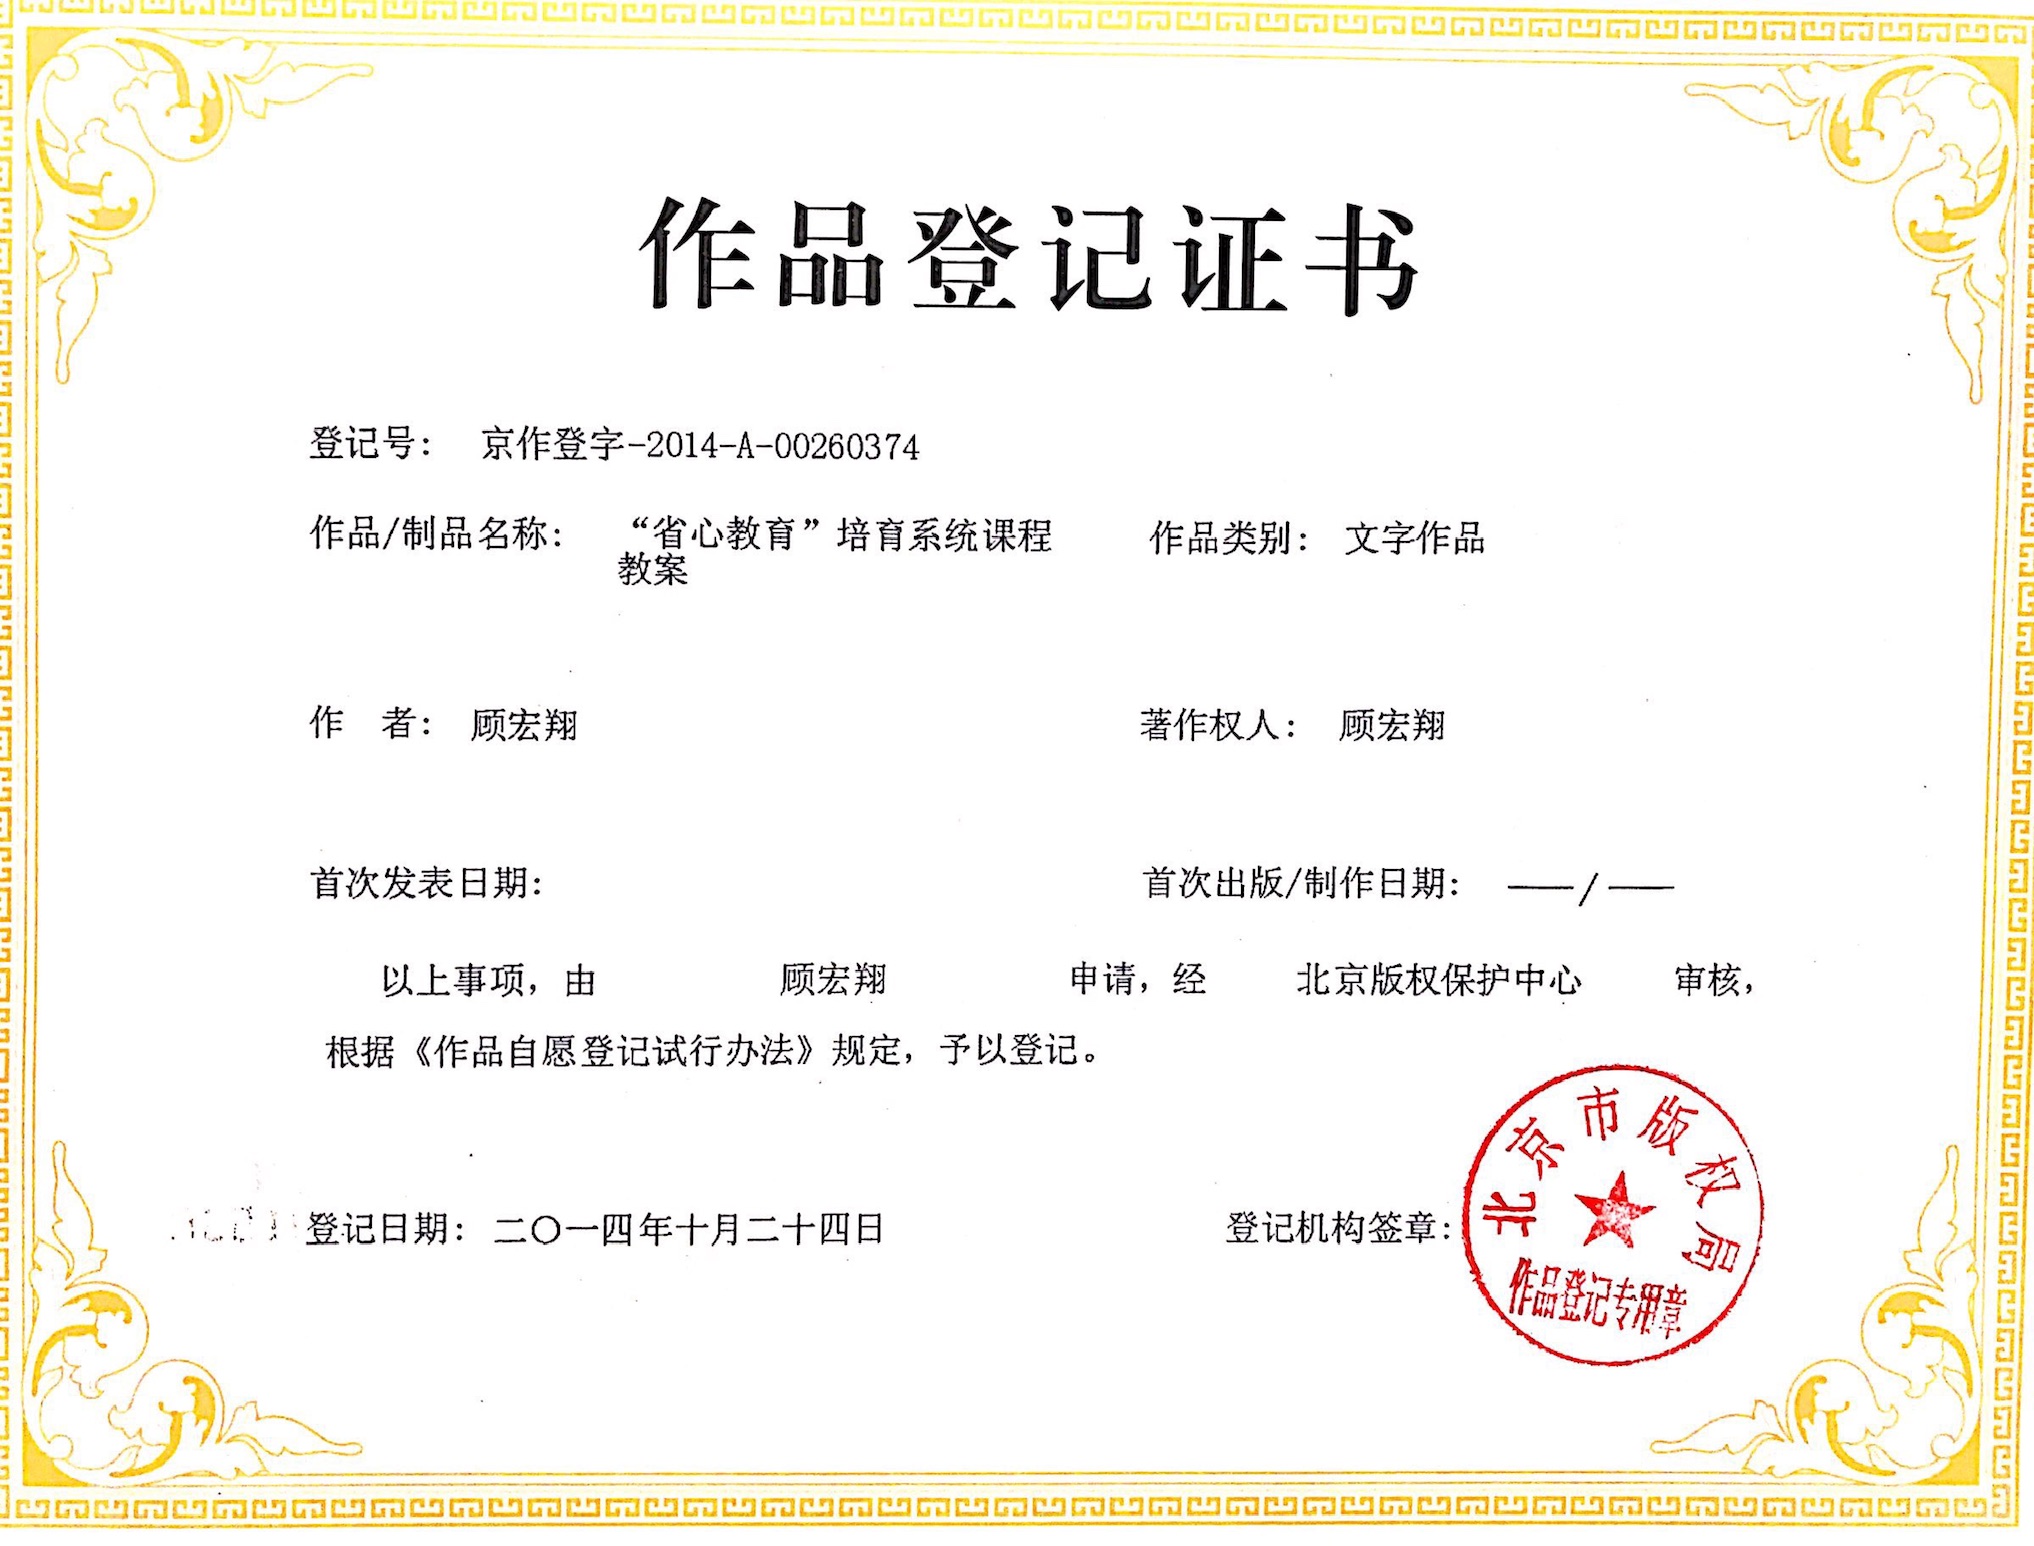 作品登记证书
登记号： 京作登字-2014-A-00260374
作品/制品名称： “省心教育”培育系统课程
教案
作品类别： 文字作品
作 者： 顾宏翔
著作权人： 顾宏翔
首次发表日期：
首次出版/制作日期： ——/——
以上事项，由 顾宏翔 申请，经 北京版权保护中心 审核，
根据《作品自愿登记试行办法》规定，予以登记。
登记日期： 二〇一四年十月二十四日
登记机构签章：
北京市版权局
作品登记专用章